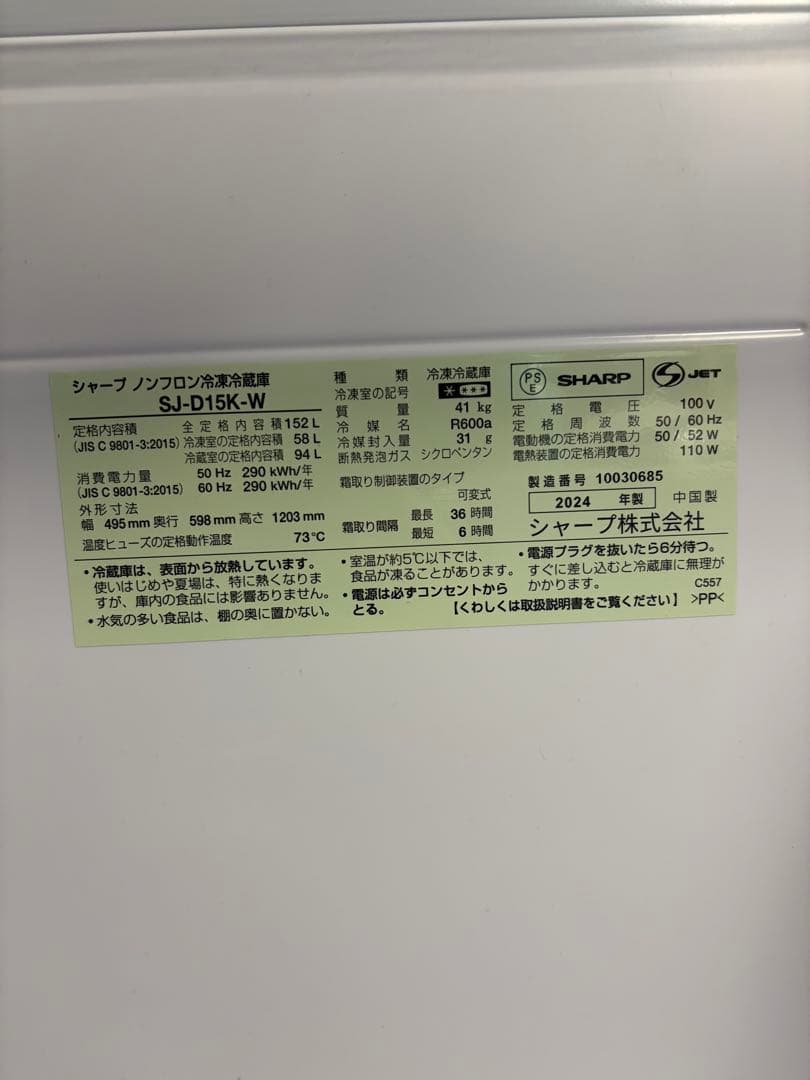 シャープ ノンフロン冷凍冷蔵庫
SJ-D15K-W
定格内容積 全定格内容積 152 L
(JIS C 9801-3:2015) 冷凍室の定格内容積 58 L
冷蔵室の定格内容積 94 L
消費電力量 50 Hz 290 kWh/年
(JIS C 9801-3:2015) 60 Hz 290 kWh/年
外形寸法
幅 495 mm 奥行 598 mm 高さ 1203 mm
温度ヒューズの定格動作温度 73℃
種類 冷凍冷蔵庫
冷凍室の記号 ****
質量 41 kg
冷媒名 R600a
冷媒封入量 31 g
断熱発泡ガス シクロペンタン
霜取り制御装置のタイプ
可変式
霜取り間隔 最長 36 時間
最短 6 時間
PS
E
SHARP
JET
定格電圧 100 V
定格周波数 50 / 60 Hz
電動機の定格消費電力 50 / 52 W
電熱装置の定格消費電力 110 W
製造番号 10030685
2024 年製 中国製
シャープ株式会社
・冷蔵庫は、表面から放熱しています。
使いはじめや夏場は、特に熱くなりま
すが、庫内の食品には影響ありません。
・水気の多い食品は、棚の奥に置かない。
・室温が約5℃以下では、
食品が凍ることがあります。
・電源は必ずコンセントから
とる。
・電源プラグを抜いたら6分待つ。
すぐに差し込むと冷蔵庫に無理が
かかります。
C557
【くわしくは取扱説明書をご覧ください】 >PP<